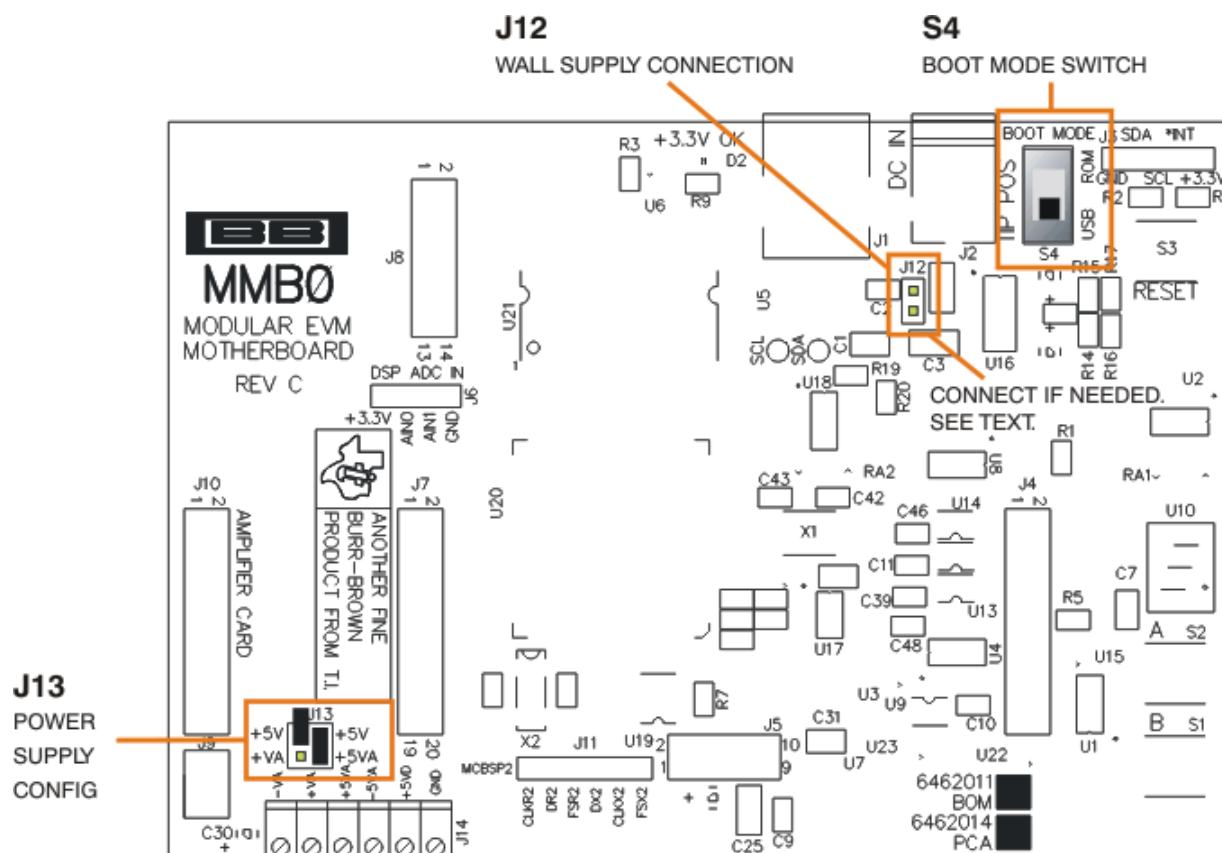 J12
WALL SUPPLY CONNECTION
S4
BOOT MODE SWITCH
BOOT MODE
J3 SDA *INT
ROM
GND SCL +3.3V
USB
S4
R2
R
S3
RESET
+3.3V OK
R3
D2
R9
U6
DC IN
TIP POS
J1
J2
J12
C2
C1
C3
U5
SCL
SDA
U16
R15
R17
R14
R16
R19
R20
U18
CONNECT IF NEEDED.
SEE TEXT.
U2
R1
RA1
U8
RA2
C43
C42
X1
1 2
J8
13 14
BB
MMBØ
MODULAR EVM
MOTHERBOARD
REV C
U21
1
DSP ADC IN
J6
+3.3V
AIN0
AIN1
GND
J10
1 2
AMPLIFIER CARD
ANOTHER FINE
BURR-BROWN
PRODUCT FROM T.I.
J7
1 2
U20
C46
U14
C11
C39
U13
C48
U4
U17
J4
1 2
U10
C7
R5
A S2
U15
B S1
U1
U3
U9
C10
U22
U23
J13
POWER
SUPPLY
CONFIG
J13
+5V +5V
+VA +5VA
J9
19 20
-VA
+VA
+5VA
-5VA
+5VD
GND
J14
C30
+
X2
J11
MCBSP2
CLKR2
DR2
FSR2
DX2
CLKX2
FSX2
U19
R7
J5
2 10
1 9
C31
U7
+
C25
C9
6462011
BOM
6462014
PCA